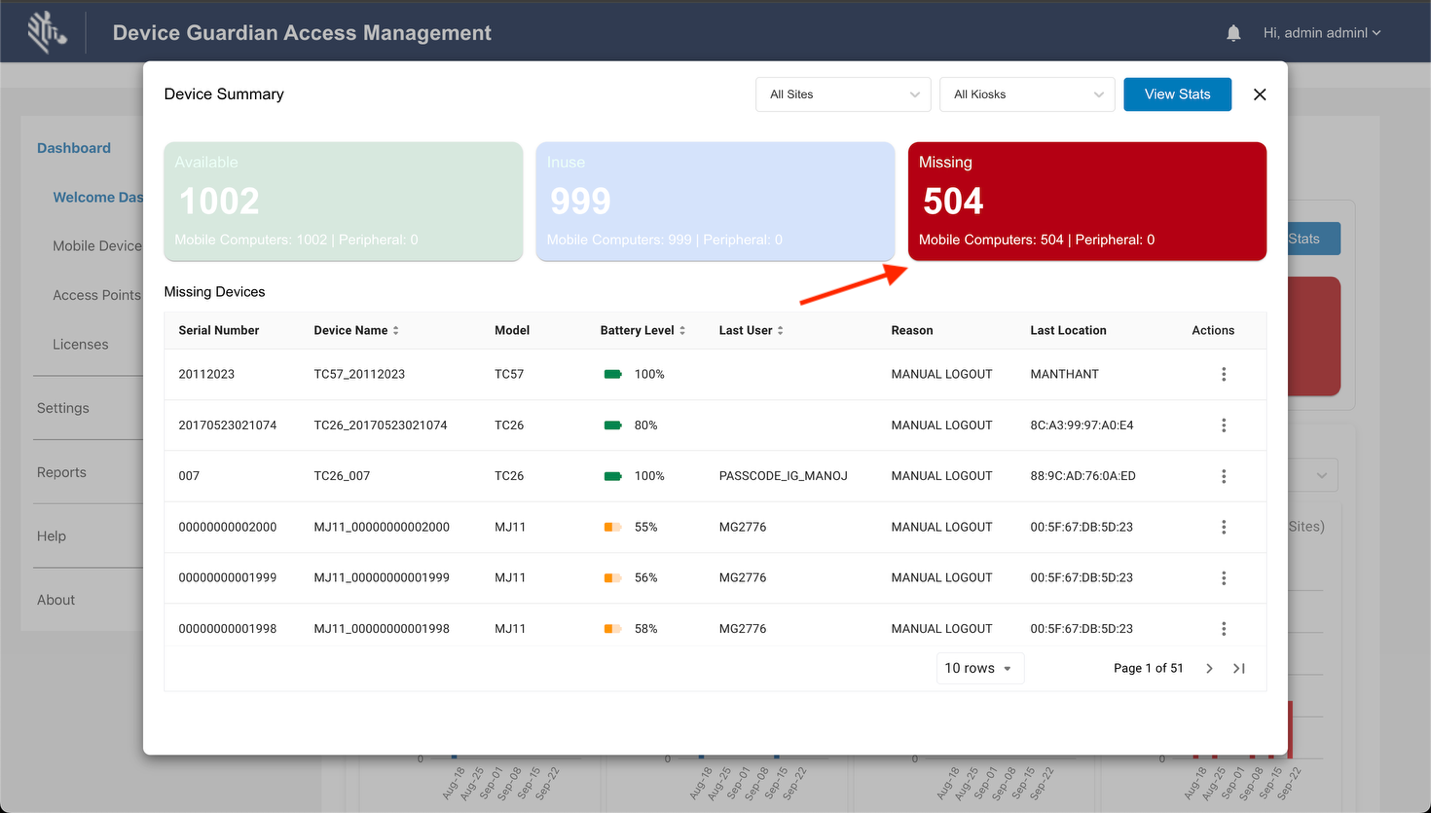 Device Guardian Access Management
Hi, admin adminl
Device Summary
All Sites
All Kiosks
View Stats
Available
1002
Mobile Computers: 1002 | Peripheral: 0
Inuse
999
Mobile Computers: 999 | Peripheral: 0
Missing
504
Mobile Computers: 504 | Peripheral: 0
Missing Devices
Serial Number Device Name Model Battery Level Last User Reason Last Location Actions
20112023 TC57_20112023 TC57 100% MANUAL LOGOUT MANTHANT
20170523021074 TC26_20170523021074 TC26 80% MANUAL LOGOUT 8C:A3:99:97:A0:E4
007 TC26_007 TC26 100% PASSCODE_IG_MANOJ MANUAL LOGOUT 88:9C:AD:76:0A:ED
00000000002000 MJ11_00000000002000 MJ11 55% MG2776 MANUAL LOGOUT 00:5F:67:DB:5D:23
00000000001999 MJ11_00000000001999 MJ11 56% MG2776 MANUAL LOGOUT 00:5F:67:DB:5D:23
00000000001998 MJ11_00000000001998 MJ11 58% MG2776 MANUAL LOGOUT 00:5F:67:DB:5D:23
10 rows Page 1 of 51
Dashboard
Welcome Das
Mobile Device
Access Points
Licenses
Settings
Reports
Help
About
Stats
Sites)
0 0 0 0
Aug-18 Aug-25 Sep-01 Sep-08 Sep-15 Sep-22
Aug-18 Aug-25 Sep-01 Sep-08 Sep-15 Sep-22
Aug-18 Aug-25 Sep-01 Sep-08 Sep-15 Sep-22
Aug-18 Aug-25 Sep-01 Sep-08 Sep-15 Sep-22